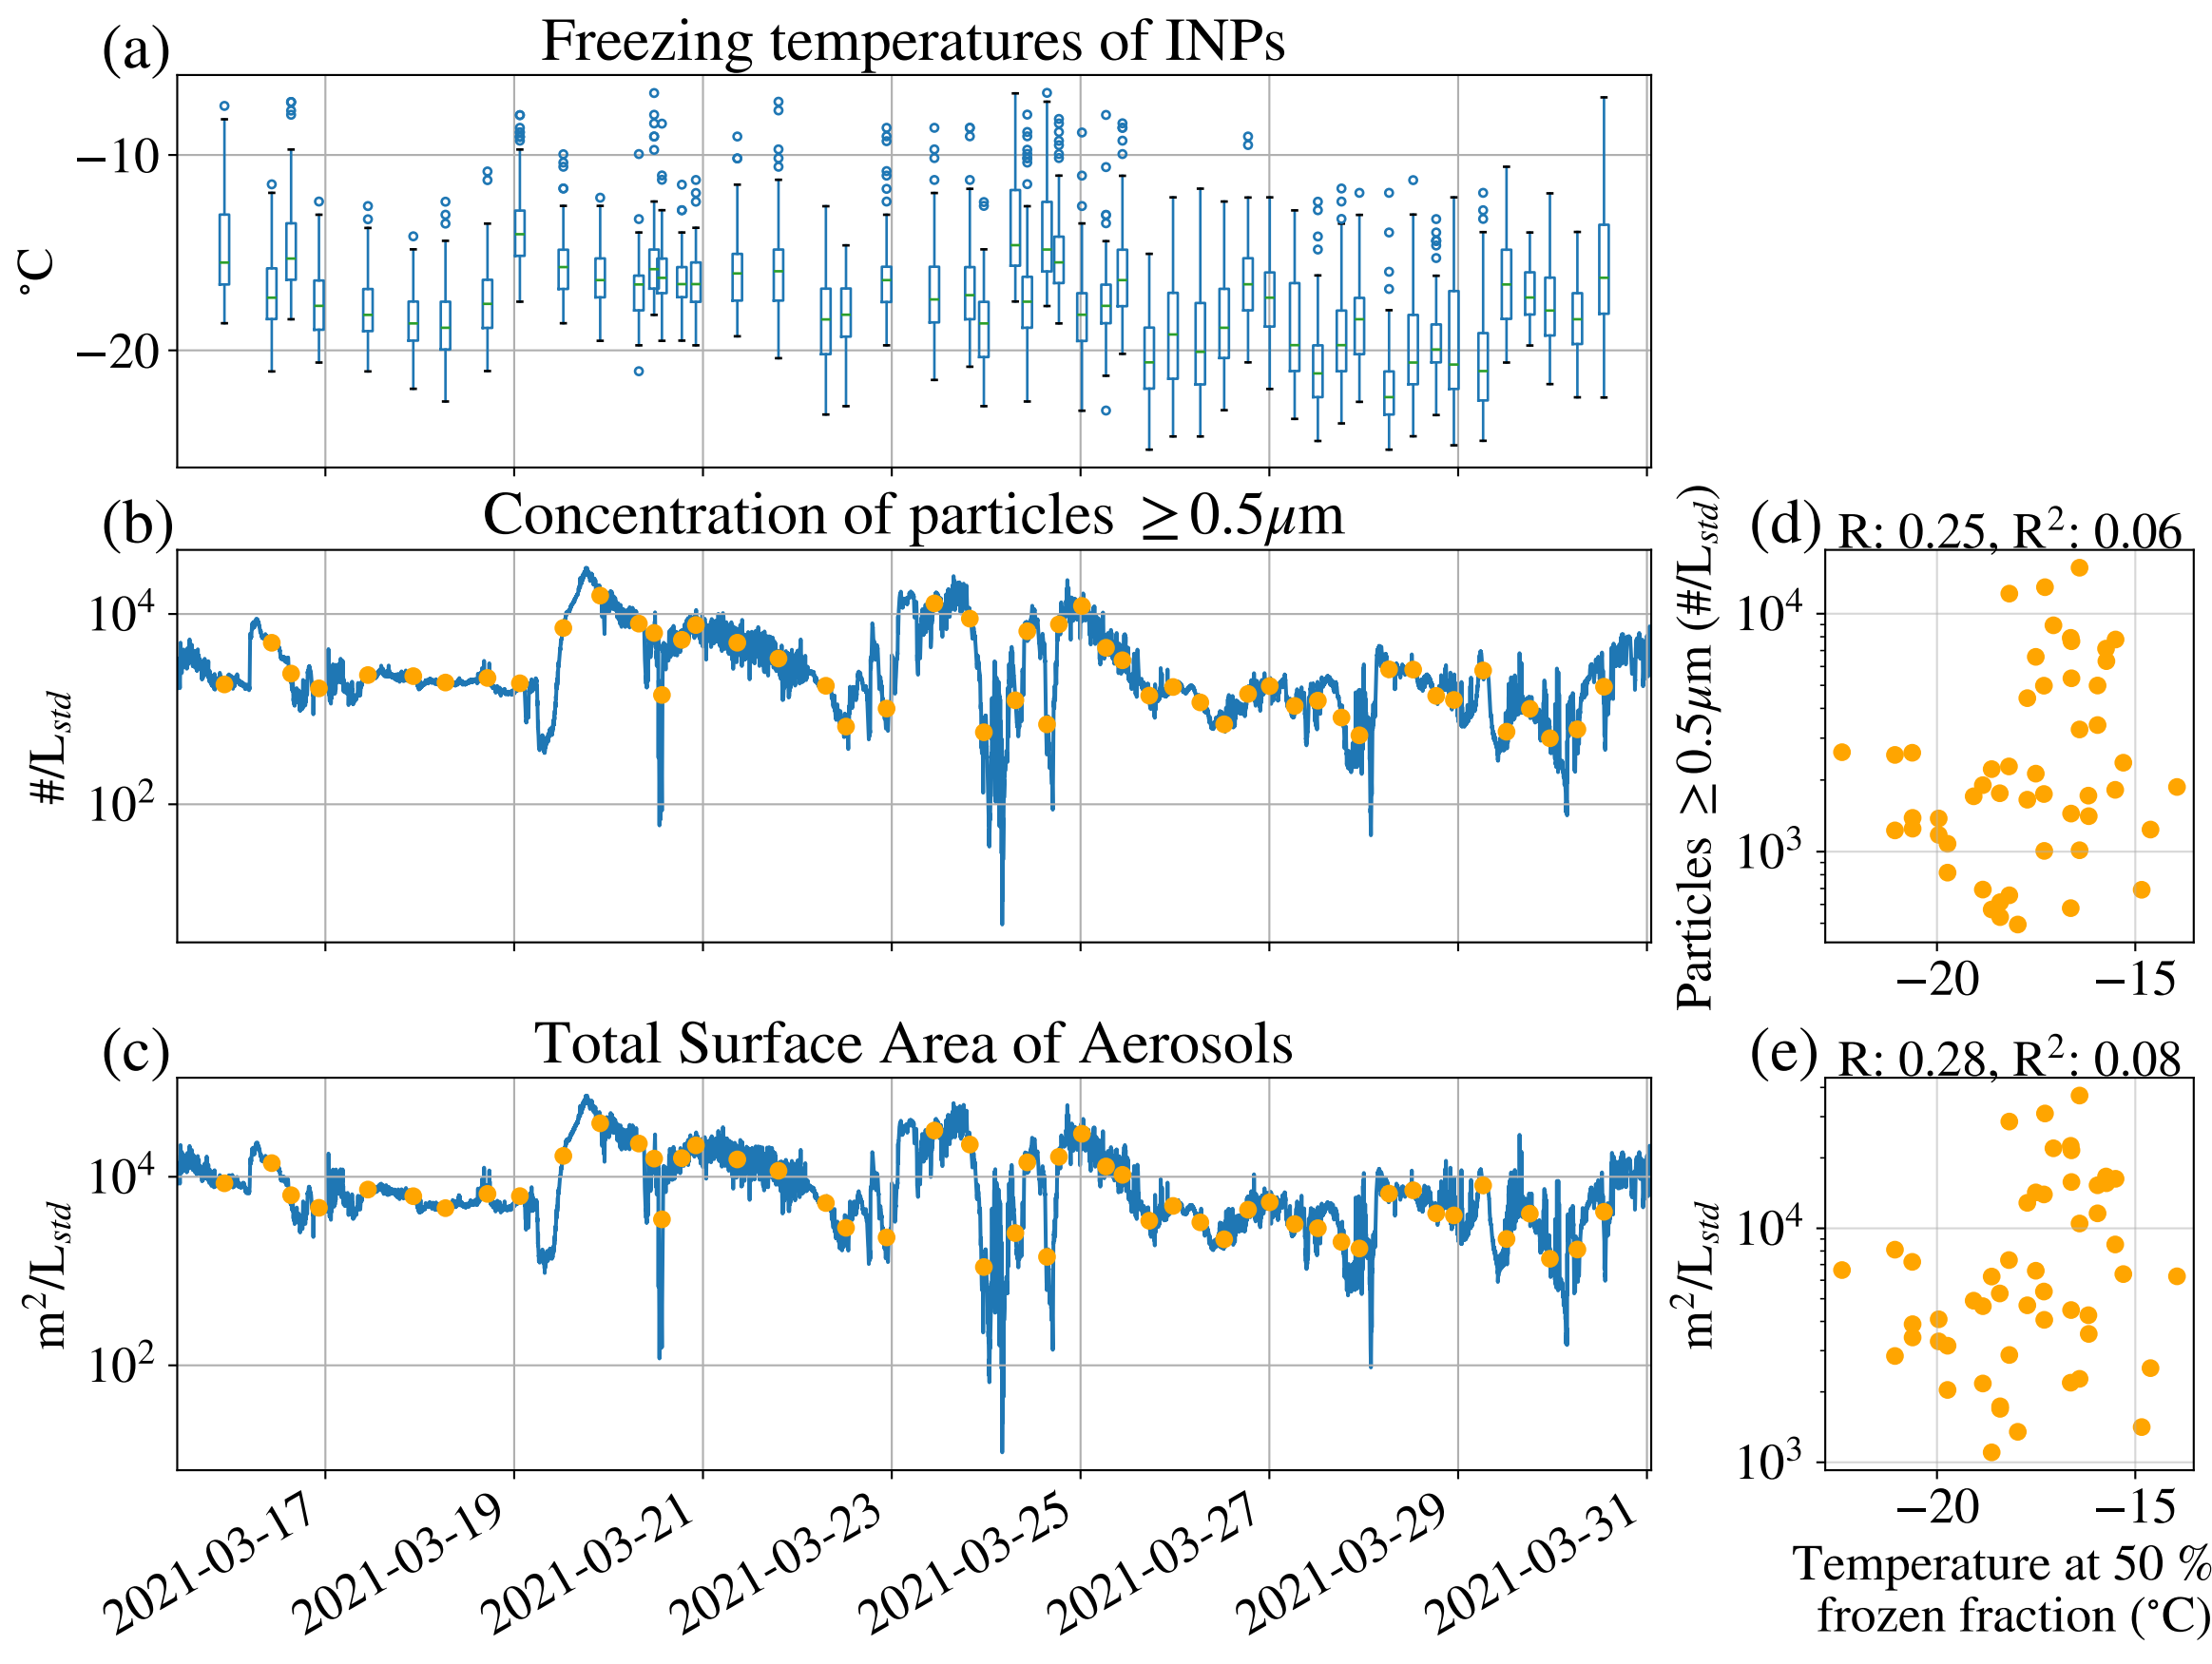 (a) Freezing temperatures of INPs
−10
−20
°C
(b) Concentration of particles ≥0.5μm
10⁴
10²
#/L_std
(c) Total Surface Area of Aerosols
10⁴
10²
m²/L_std
2021-03-17
2021-03-19
2021-03-21
2021-03-23
2021-03-25
2021-03-27
2021-03-29
2021-03-31
(d) R: 0.25, R²: 0.06
Particles ≥0.5μm (#/L_std)
10⁴
10³
−20 −15
(e) R: 0.28, R²: 0.08
m²/L_std
10⁴
10³
−20 −15
Temperature at 50 %
frozen fraction (°C)